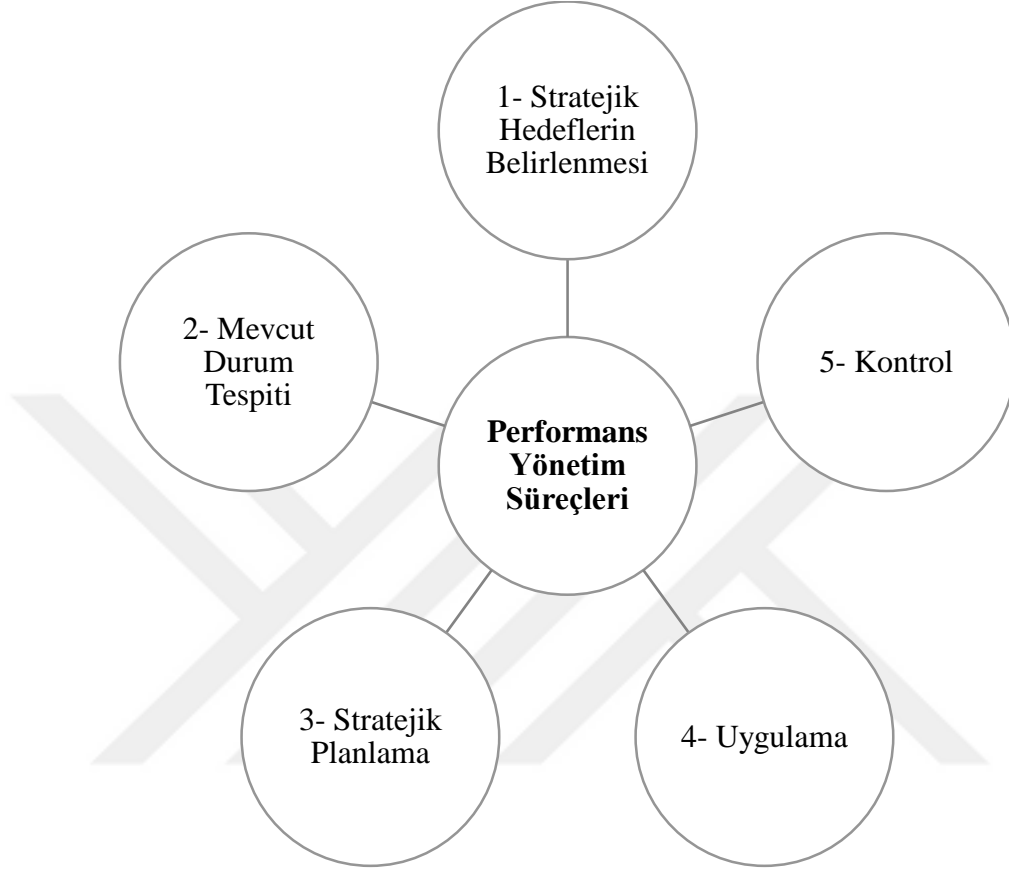 1- Stratejik
Hedeflerin
Belirlenmesi
2- Mevcut
Durum
Tespiti
5- Kontrol
Performans
Yönetim
Süreçleri
3- Stratejik
Planlama
4- Uygulama